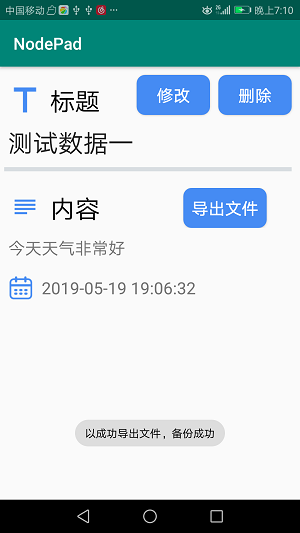 中国移动 晚上7:10
NodePad
标题 修改 删除
测试数据一
内容 导出文件
今天天气非常好
2019-05-19 19:06:32
以成功导出文件，备份成功